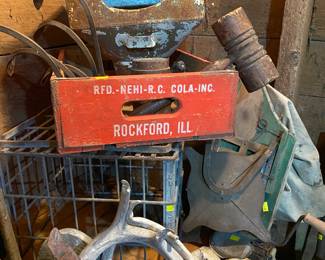 RFD.-NEHI-R.C. COLA-INC.
ROCKFORD, ILL